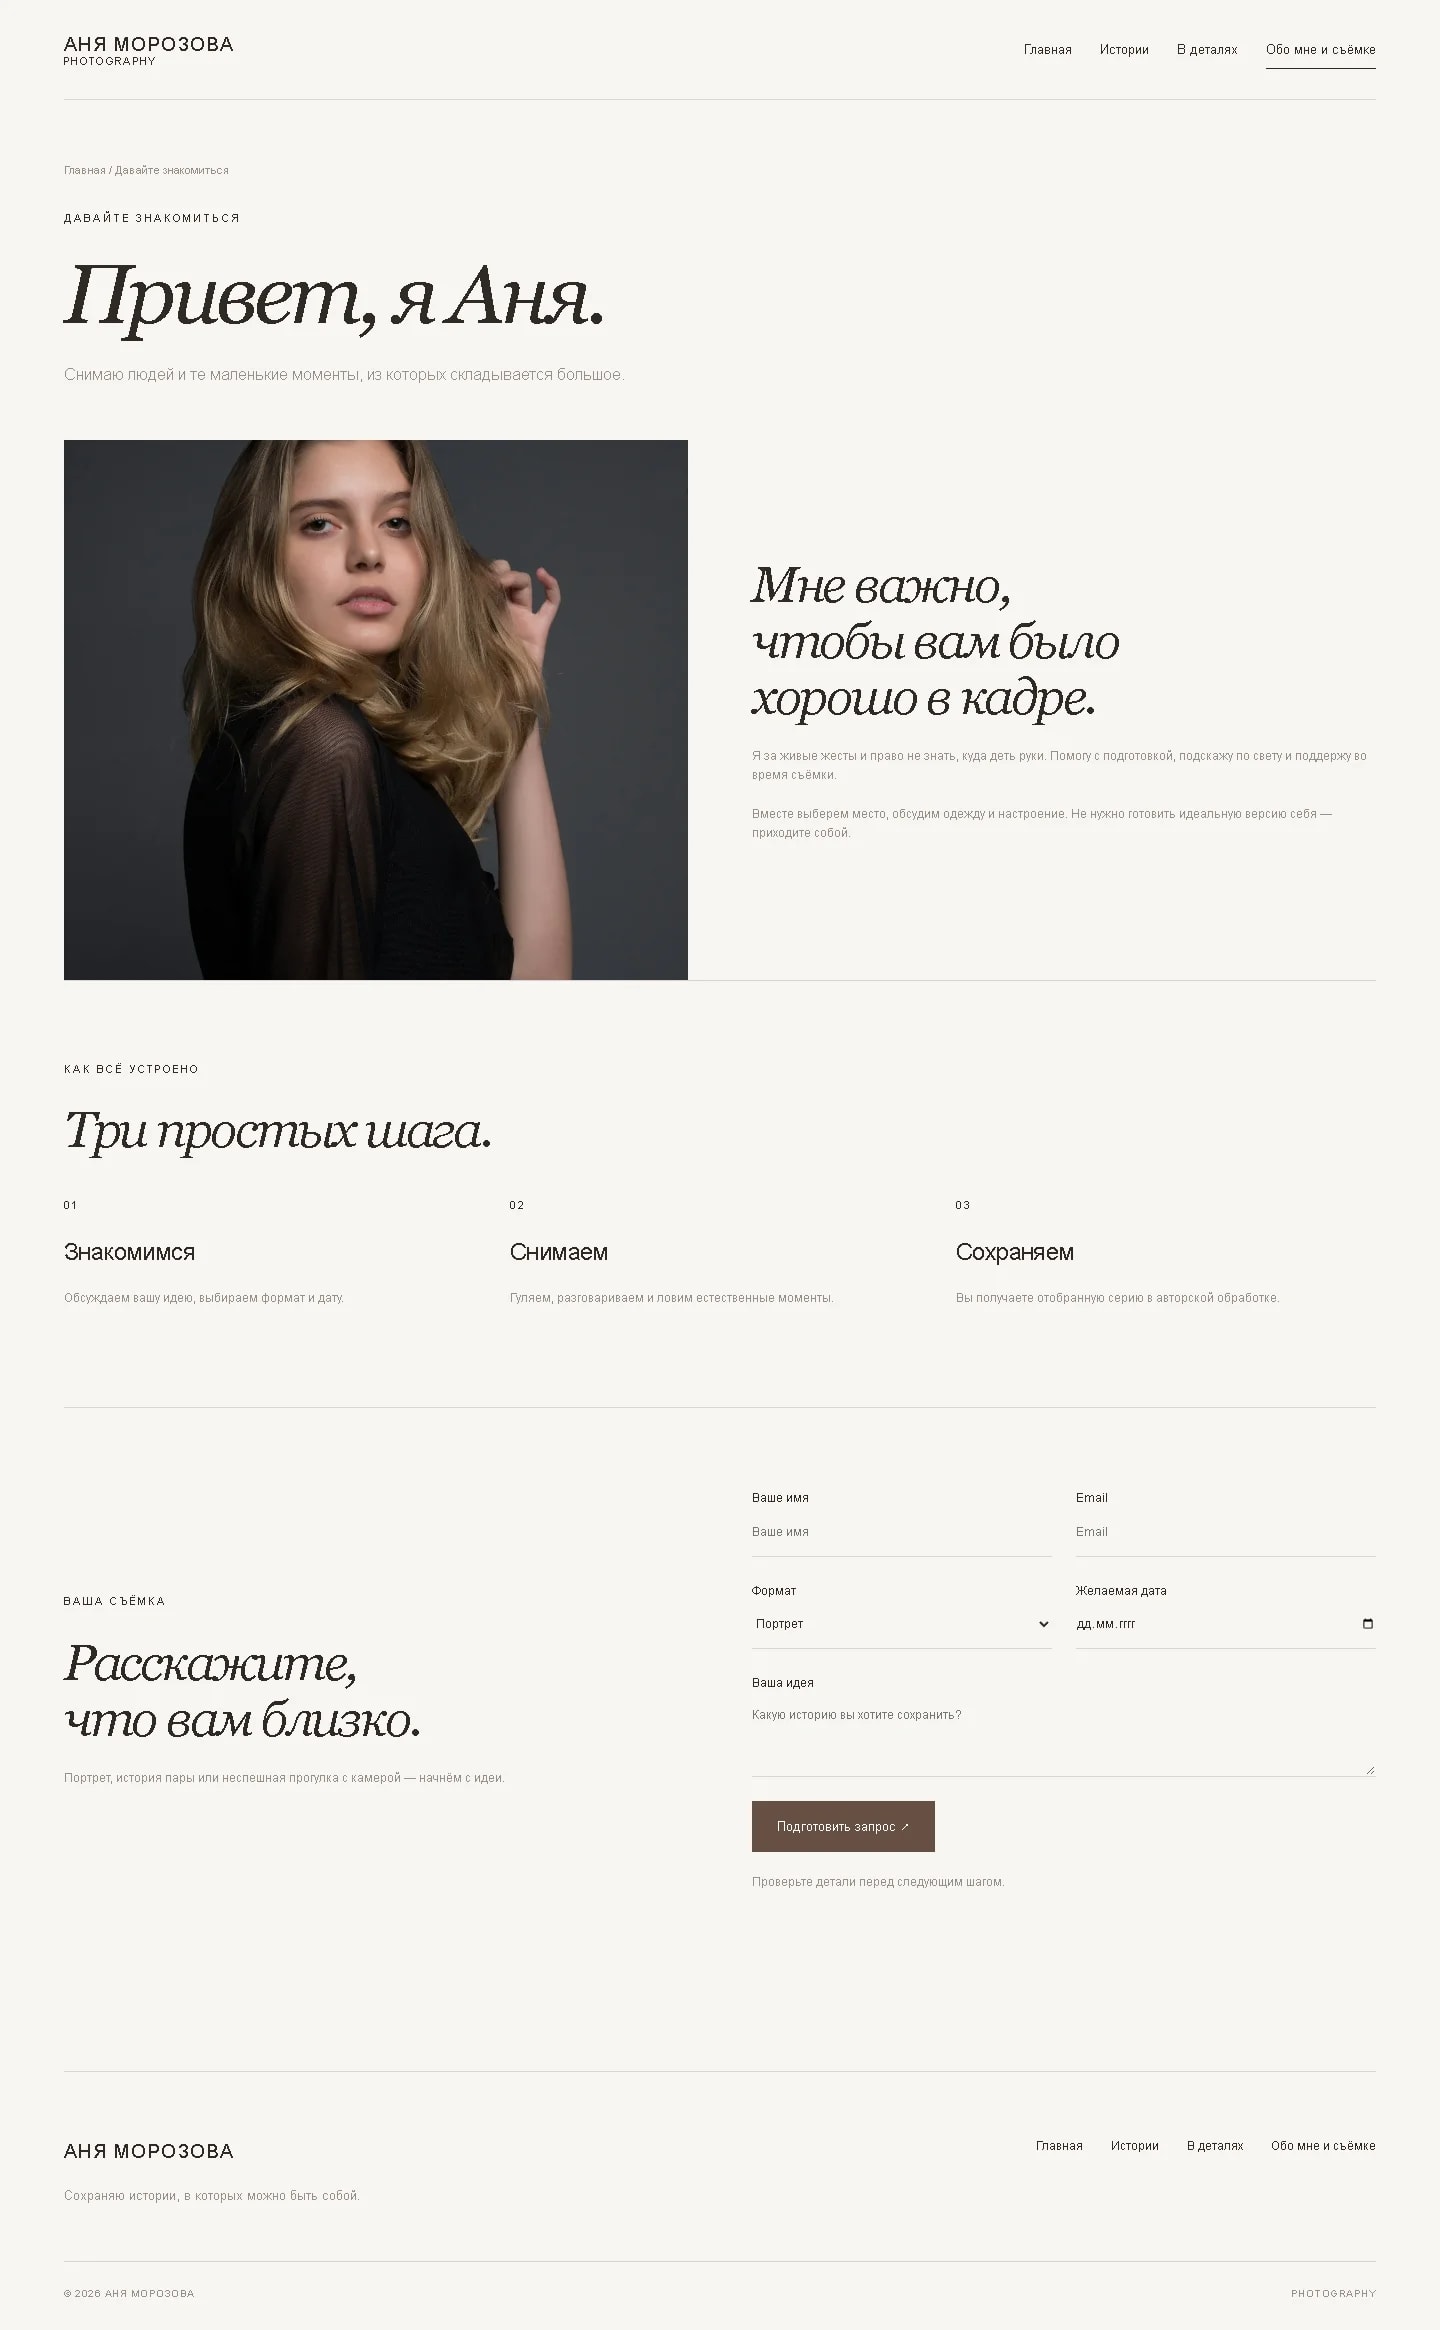 АНЯ МОРОЗОВА
PHOTOGRAPHY
Главная Истории В деталях Обо мне и съёмке
Главная / Давайте знакомиться
ДАВАЙТЕ ЗНАКОМИТЬСЯ
Привет, я Аня.
Снимаю людей и те маленькие моменты, из которых складывается большое.
Мне важно,
чтобы вам было
хорошо в кадре.
Я за живые жесты и право не знать, куда деть руки. Помогу с подготовкой, подскажу по свету и поддержу во
время съёмки.
Вместе выберем место, обсудим одежду и настроение. Не нужно готовить идеальную версию себя —
приходите собой.
КАК ВСЁ УСТРОЕНО
Три простых шага.
01
Знакомимся
Обсуждаем вашу идею, выбираем формат и дату.
02
Снимаем
Гуляем, разговариваем и ловим естественные моменты.
03
Сохраняем
Вы получаете отобранную серию в авторской обработке.
ВАША СЪЁМКА
Расскажите,
что вам близко.
Портрет, история пары или неспешная прогулка с камерой — начнём с идеи.
Ваше имя
Ваше имя
Email
Email
Формат
Портрет
Желаемая дата
дд.мм.гггг
Ваша идея
Какую историю вы хотите сохранить?
Подготовить запрос ↗
Проверьте детали перед следующим шагом.
АНЯ МОРОЗОВА
Сохраняю истории, в которых можно быть собой.
Главная Истории В деталях Обо мне и съёмке
© 2026 АНЯ МОРОЗОВА
PHOTOGRAPHY